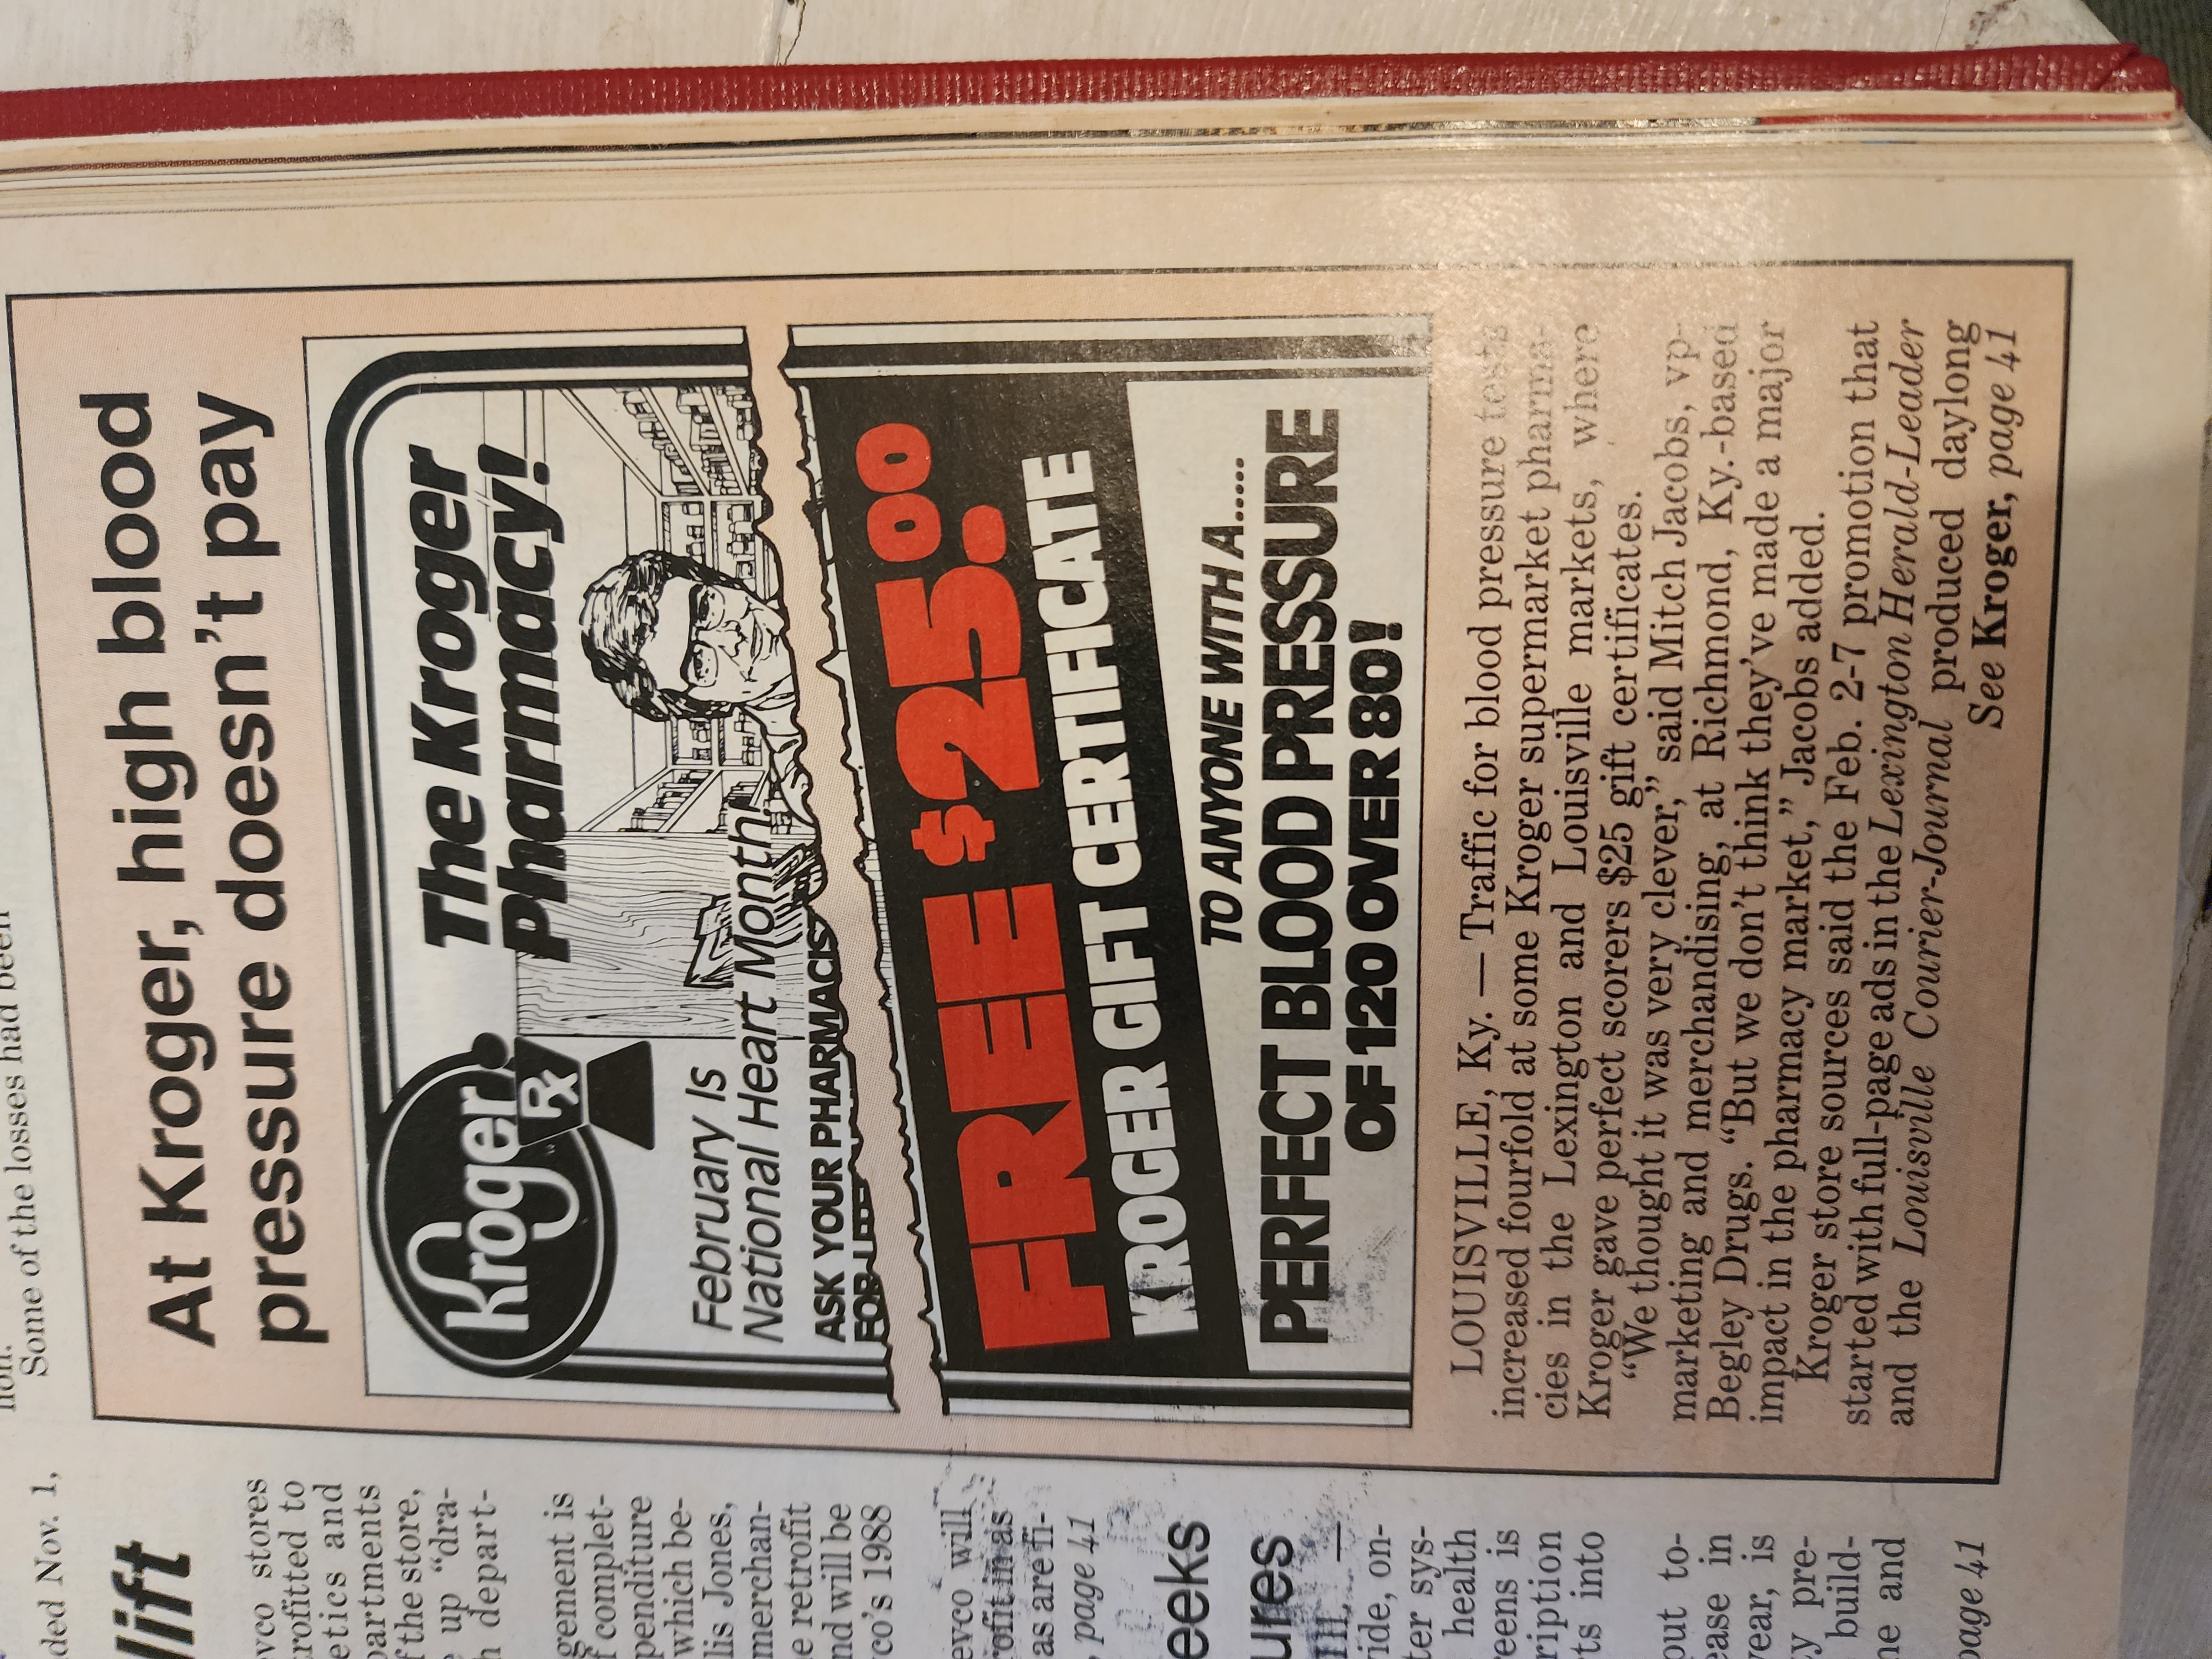 At Kroger, high blood
pressure doesn't pay
Kroger
Rx
The Kroger
Pharmacy!
February Is
National Heart Month!
ASK YOUR PHARMACIST
FOR
FREE $25.00
KROGER GIFT CERTIFICATE
TO ANYONE WITH A.....
PERFECT BLOOD PRESSURE
OF 120 OVER 80!
LOUISVILLE, Ky. — Traffic for blood pressure tests
increased fourfold at some Kroger supermarket pharma-
cies in the Lexington and Louisville markets, where
Kroger gave perfect scorers $25 gift certificates.
“We thought it was very clever,” said Mitch Jacobs, vp-
marketing and merchandising, at Richmond, Ky.-based
Begley Drugs. “But we don't think they've made a major
impact in the pharmacy market,” Jacobs added.
Kroger store sources said the Feb. 2-7 promotion that
started with full-page ads in the Lexington Herald-Leader
and the Louisville Courier-Journal produced daylong
See Kroger, page 41
Some of the losses had been
ded Nov. 1,
lift
vco stores
rofitted to
etics and
partments
f the store,
up “dra-
depart-
gement is
f complet-
penditure
which be-
llis Jones,
merchan-
e retrofit
nd will be
co's 1988
evco will
rofit in as
as are fi-
, page 41
eeks
ures
ill. —
ide, on-
ter sys-
health
reens is
ription
ts into
out to-
ease in
year, is
y pre-
build-
ne and
page 41